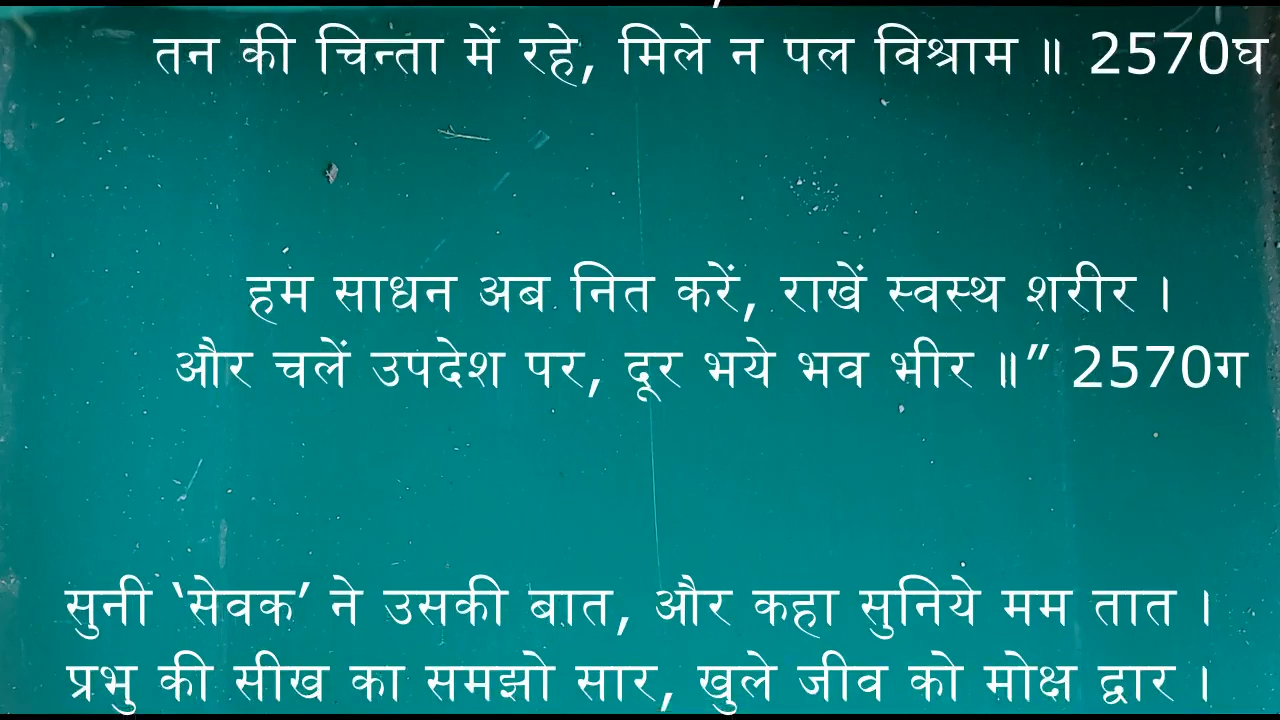 तन की चिन्ता में रहे, मिले न पल विश्राम ॥ 2570घ
हम साधन अब नित करें, राखें स्वस्थ शरीर ।
और चलें उपदेश पर, दूर भये भव भीर ॥” 2570ग
सुनी ‘सेवक’ ने उसकी बात, और कहा सुनिये मम तात ।
प्रभु की सीख का समझो सार, खुले जीव को मोक्ष द्वार ।